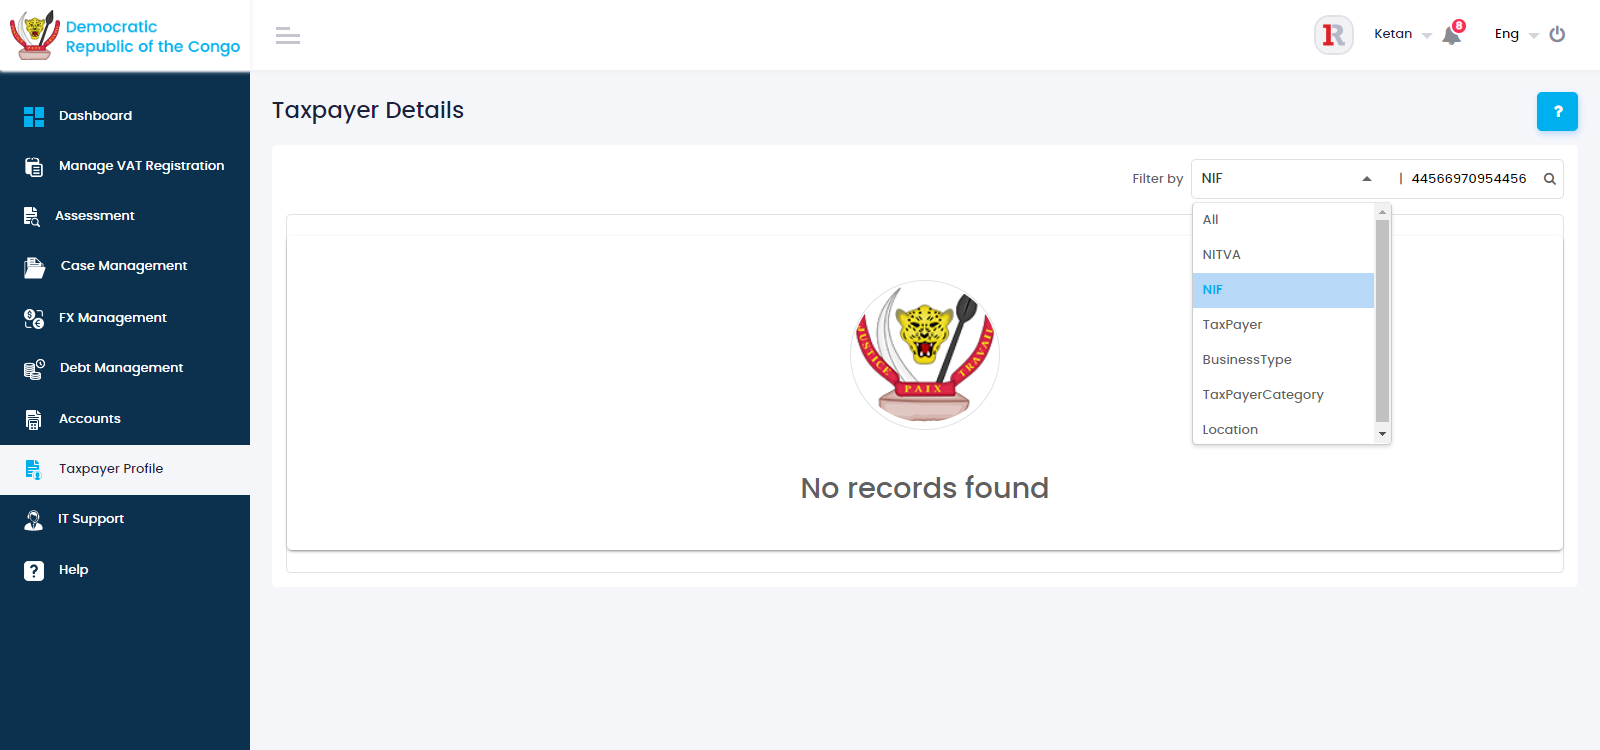 Democratic
Republic of the Congo
Ketan
8
Eng
Dashboard
Manage VAT Registration
Assessment
Case Management
FX Management
Debt Management
Accounts
Taxpayer Profile
IT Support
Help
Taxpayer Details
?
Filter by
NIF
| 44566970954456
All
NITVA
NIF
TaxPayer
BusinessType
TaxPayerCategory
Location
JUSTICE
PAIX
TRAVAIL
No records found